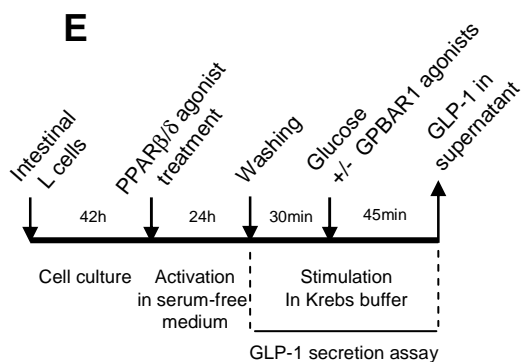 E
Intestinal
L cells
PPARβ/δ agonist
treatment
Washing
Glucose
+/- GPBAR1 agonists
GLP-1 in
supernatant
42h
24h
30min
45min
Cell culture
Activation
in serum-free
medium
Stimulation
In Krebs buffer
GLP-1 secretion assay